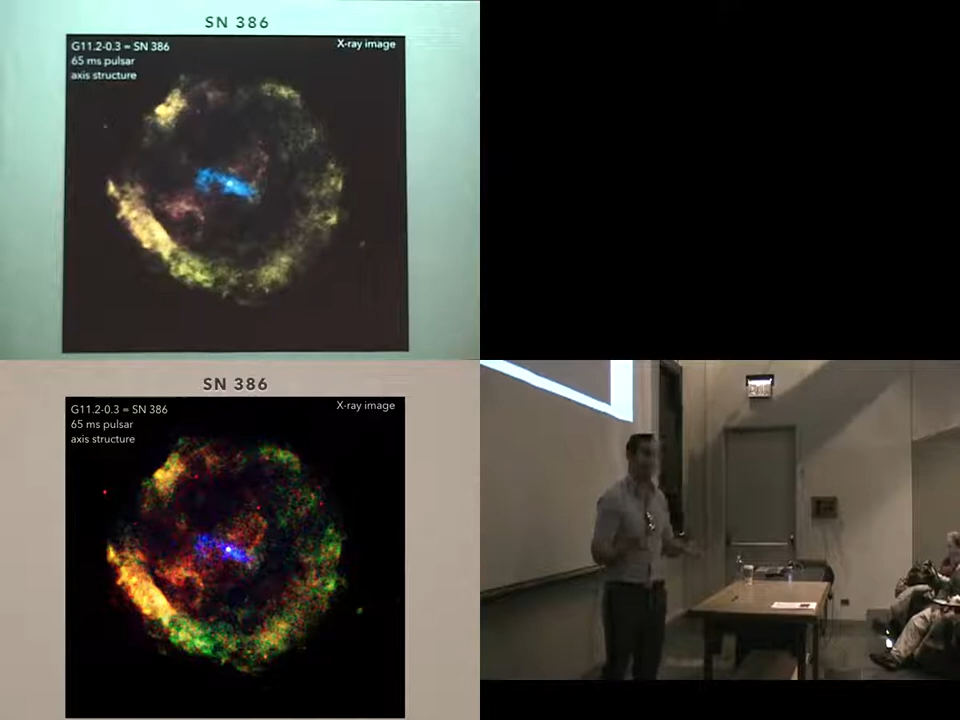 SN 386
G11.2-0.3 = SN 386
X-ray image
65 ms pulsar
axis structure
SN 386
G11.2-0.3 = SN 386
X-ray image
65 ms pulsar
axis structure